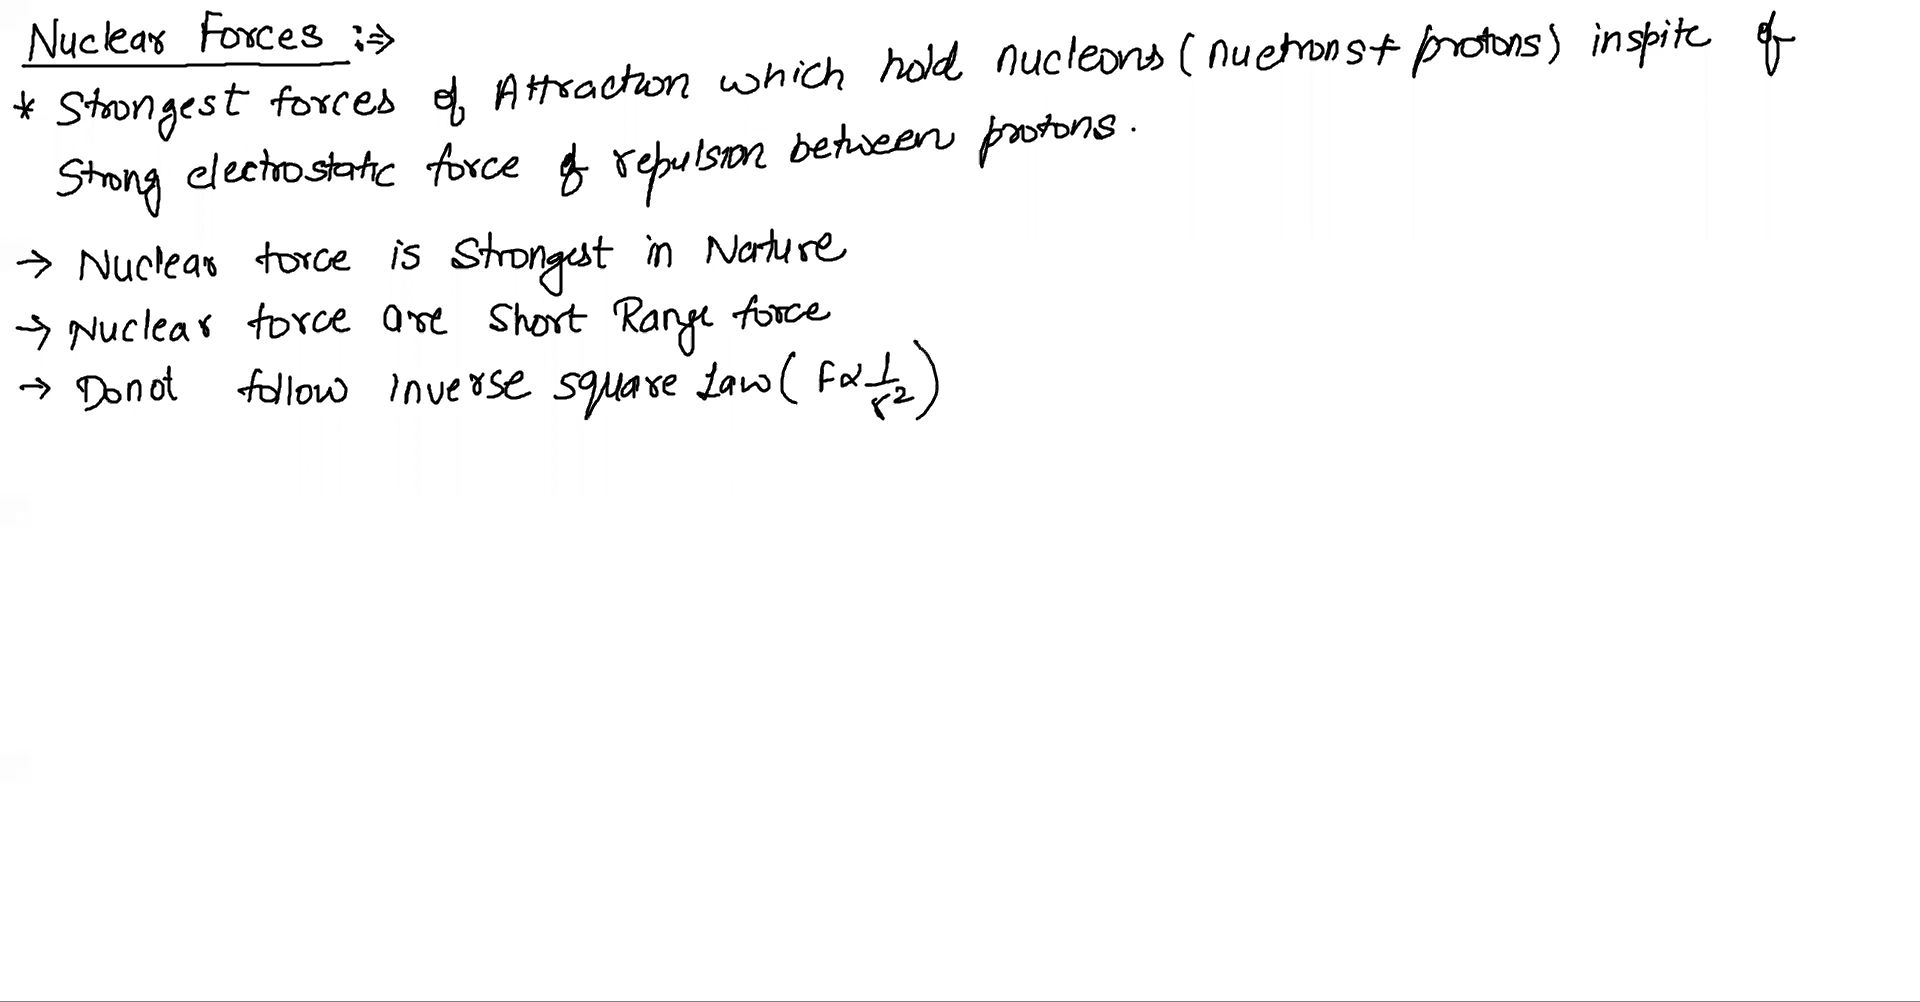 Nuclear Forces :⇒
* Strongest forces of Attraction which hold nucleons (nuetrons + protons) inspite of
Strong electrostatic force of repulsion between protons.
→ Nuclear force is Strongest in Nature
→ Nuclear force are Short Range force
→ Donot follow inverse square Law ( F∝1/r²)